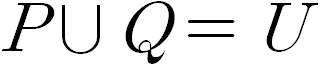 P∪ Q = U